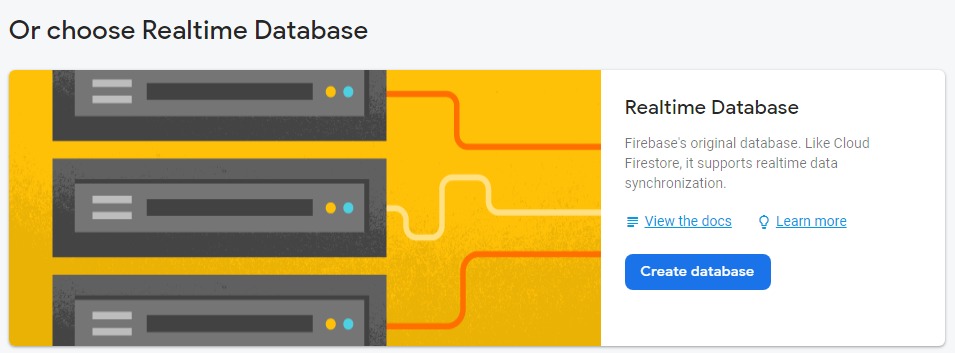 Or choose Realtime Database
Realtime Database
Firebase's original database. Like Cloud
Firestore, it supports realtime data
synchronization.
View the docs Learn more
Create database